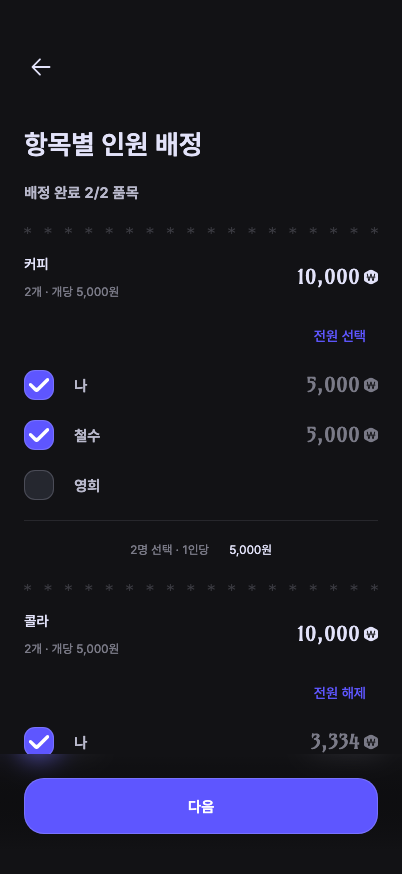 항목별 인원 배정
배정 완료 2/2 품목
* * * * * * * * * * * * * * * * * *
커피
10,000 W
2개 · 개당 5,000원
전원 선택
나 5,000 W
철수 5,000 W
영희
2명 선택 · 1인당 5,000원
* * * * * * * * * * * * * * * * * *
콜라
10,000 W
2개 · 개당 5,000원
전원 해제
나 3,334 W
다음